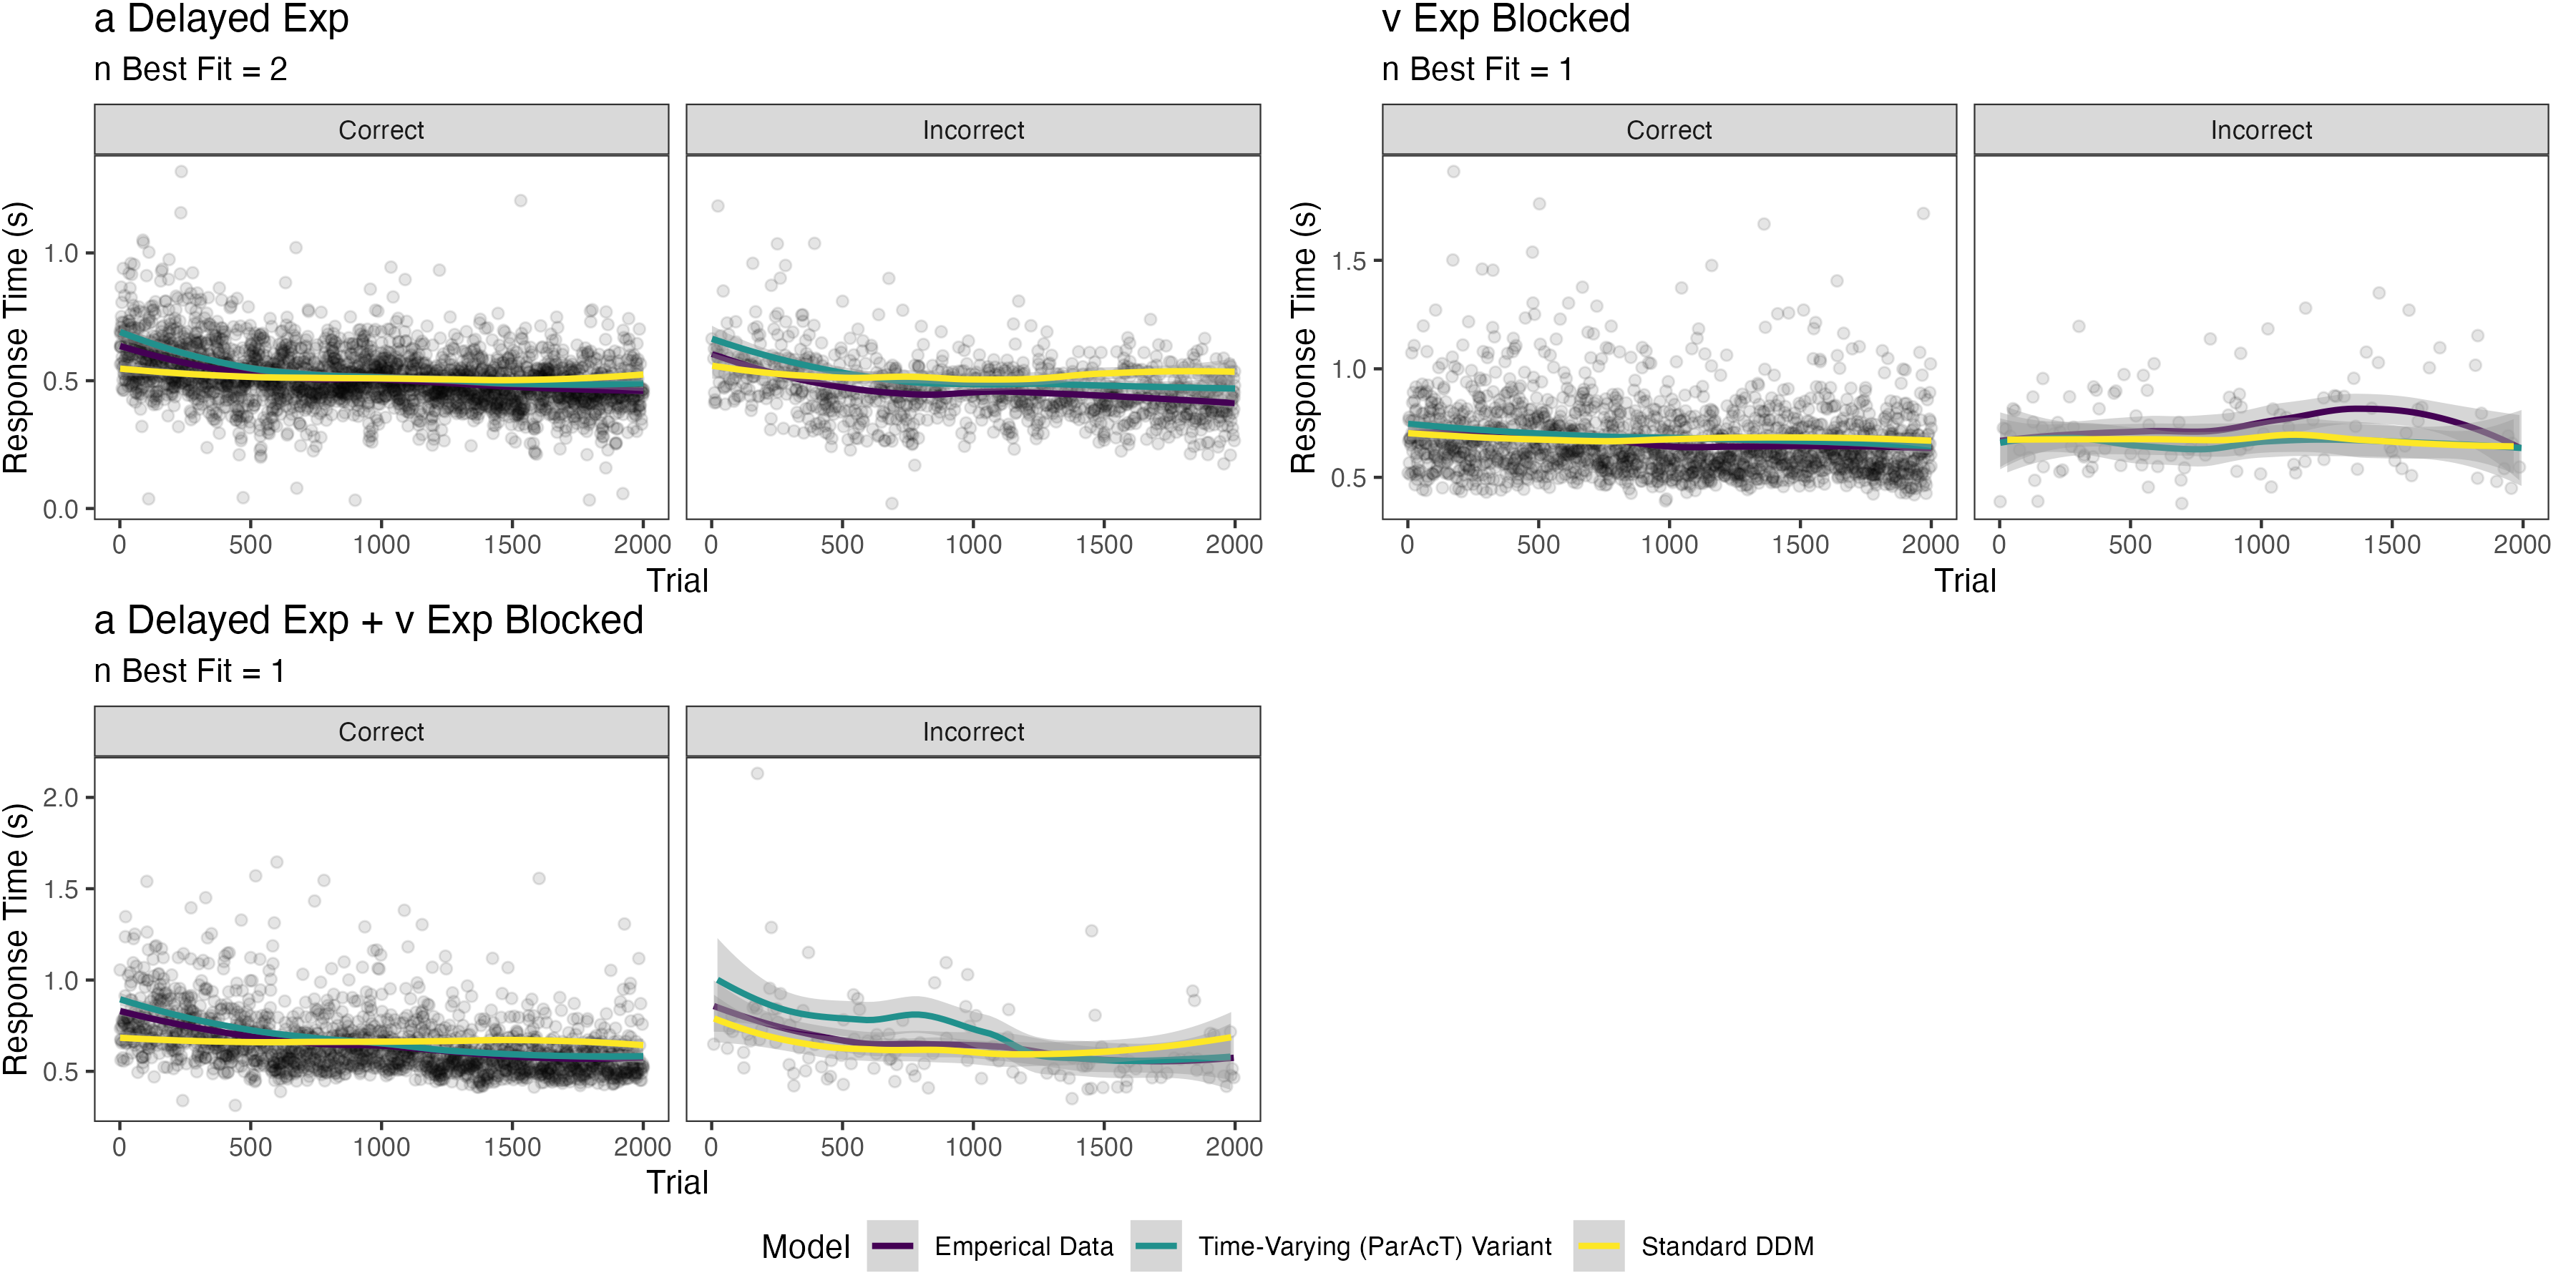 a Delayed Exp
n Best Fit = 2
Correct
Incorrect
Response Time (s)
1.0
0.5
0.0
0 500 1000 1500 2000
0 500 1000 1500 2000
Trial
v Exp Blocked
n Best Fit = 1
Correct
Incorrect
Response Time (s)
1.5
1.0
0.5
0 500 1000 1500 2000
0 500 1000 1500 2000
Trial
a Delayed Exp + v Exp Blocked
n Best Fit = 1
Correct
Incorrect
Response Time (s)
2.0
1.5
1.0
0.5
0 500 1000 1500 2000
0 500 1000 1500 2000
Trial
Model Emperical Data Time-Varying (ParAcT) Variant Standard DDM